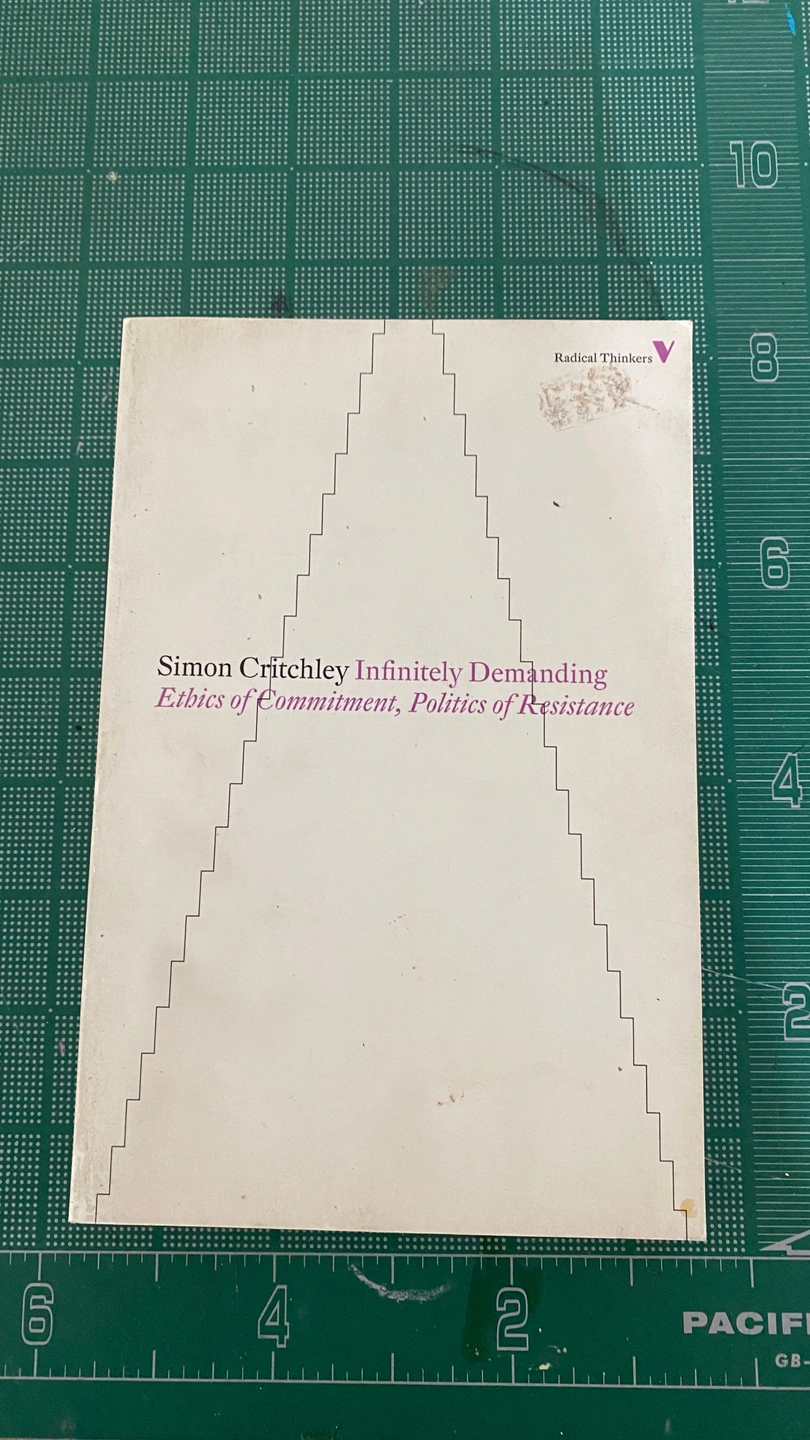 10
Radical Thinkers
8
6
Simon Critchley Infinitely Demanding
Ethics of Commitment, Politics of Resistance
4
2
6 4 2 PACIFI
GB-